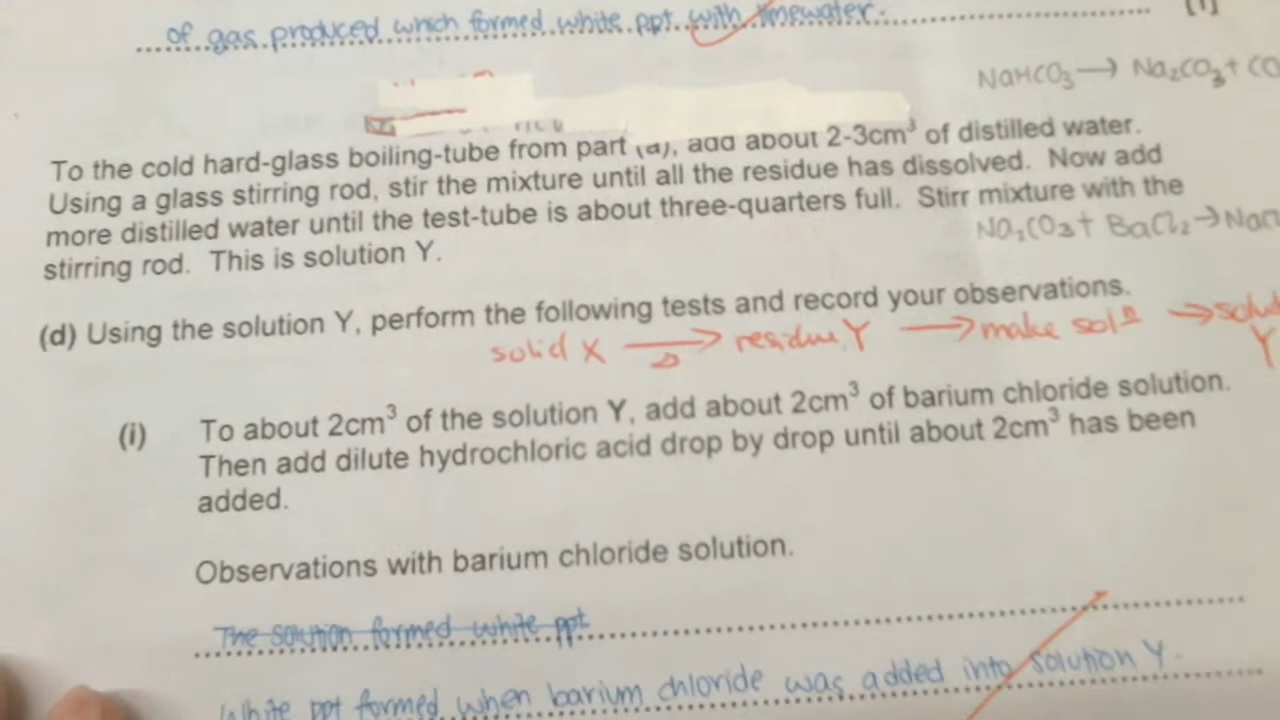 of gas produced which formed white ppt with limewater.
[1]
NaHCO₃ → Na₂CO₃ + CO
To the cold hard-glass boiling-tube from part (a), add about 2-3cm³ of distilled water.
Using a glass stirring rod, stir the mixture until all the residue has dissolved. Now add
more distilled water until the test-tube is about three-quarters full. Stirr mixture with the
stirring rod. This is solution Y.
Na₂CO₃ + BaCl₂ → NaCl
(d) Using the solution Y, perform the following tests and record your observations.
solid X → residue Y → make solⁿ → solut
Δ
Y
(i) To about 2cm³ of the solution Y, add about 2cm³ of barium chloride solution.
Then add dilute hydrochloric acid drop by drop until about 2cm³ has been
added.
Observations with barium chloride solution.
The solution formed white ppt
White ppt formed when barium chloride was added into solution Y.